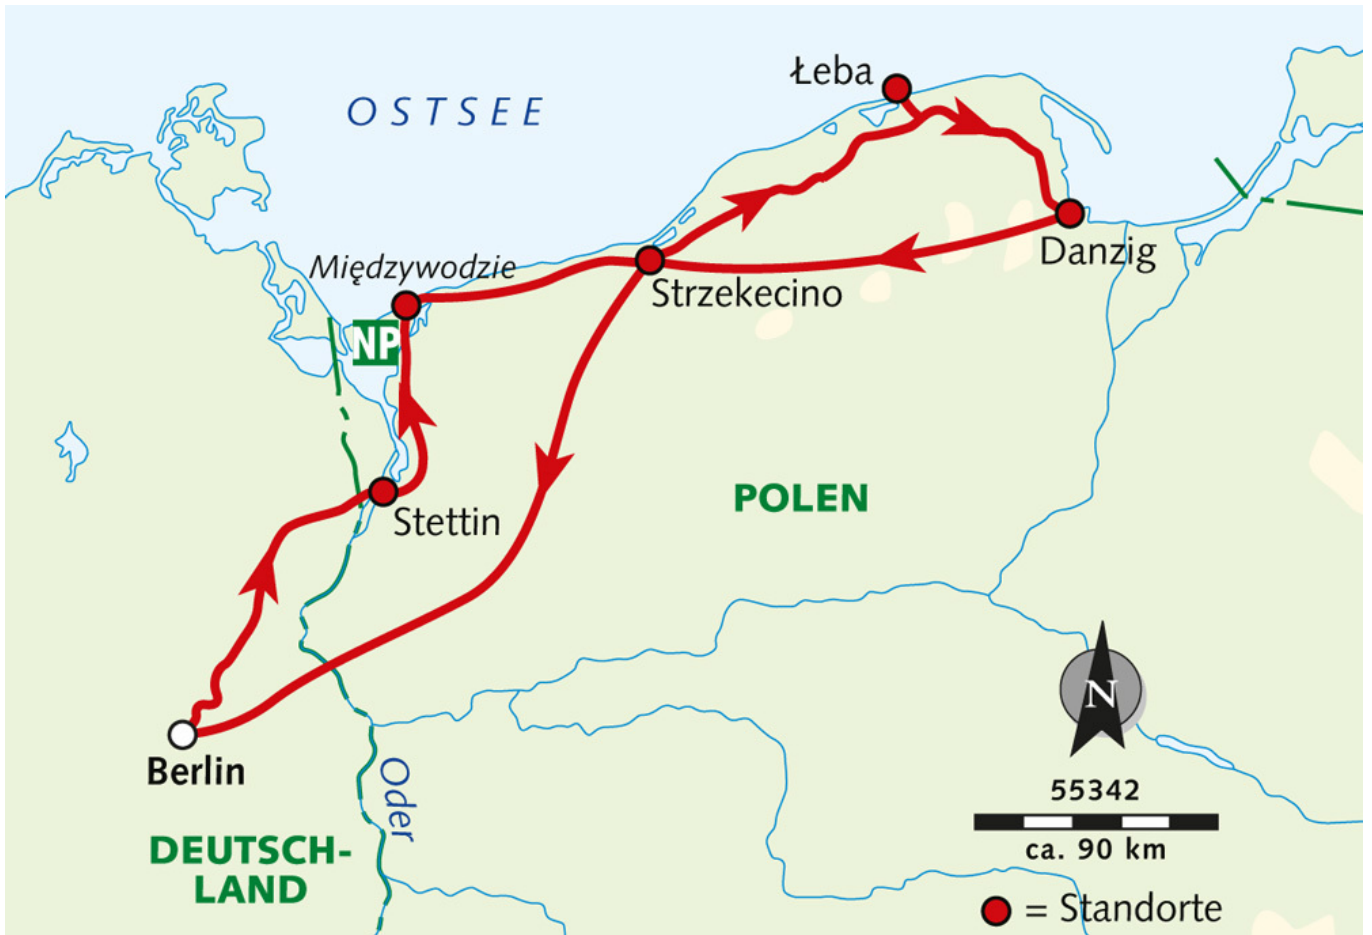 Łeba
OSTSEE
Danzig
Międzywodzie
Strzekecino
NP
POLEN
Stettin
Berlin
Oder
DEUTSCH-
LAND
N
55342
ca. 90 km
= Standorte